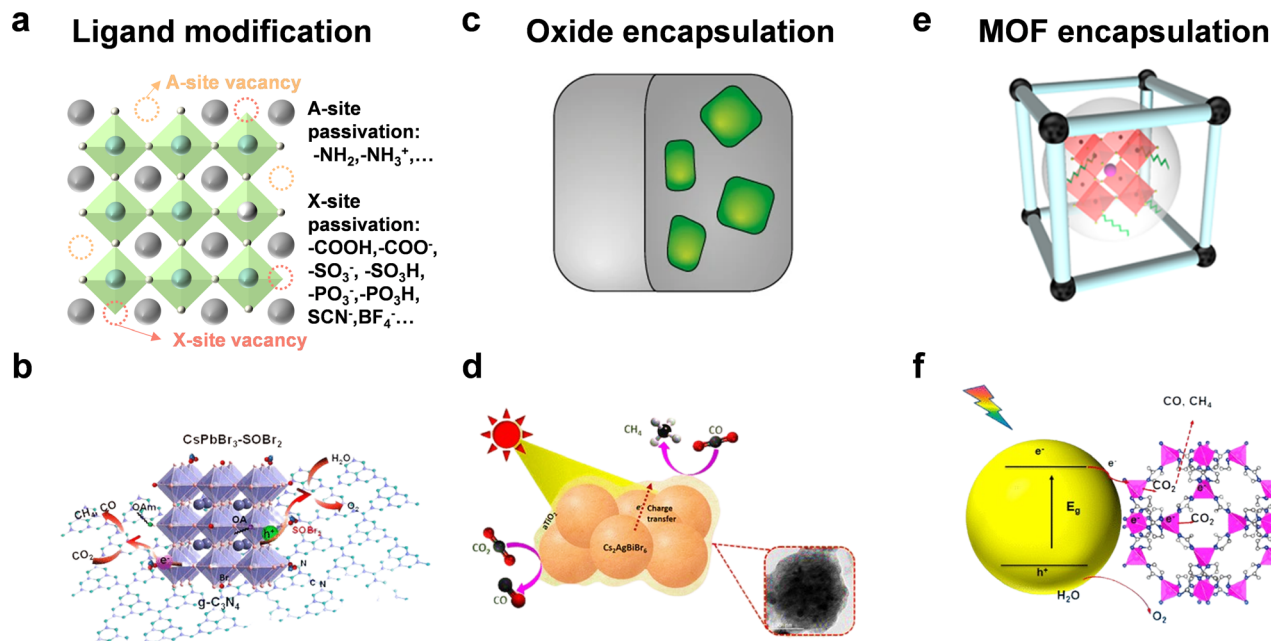 a Ligand modification
A-site vacancy
A-site
passivation:
-NH₂,-NH₃⁺,…
X-site
passivation:
-COOH,-COO⁻,
-SO₃⁻, -SO₃H,
-PO₃⁻,-PO₃H,
SCN⁻,BF₄⁻…
X-site vacancy
c Oxide encapsulation
e MOF encapsulation
b
CsPbBr₃-SOBr₂
H₂O
O₂
CH₄, CO
OAm
OA
h⁺
SOBr₂
CO₂
e⁻
Br
N
C N
g-C₃N₄
d
CH₄
CO
aTiO₂
e⁻ Charge
transfer
Cs₂AgBiBr₆
CO₂
CO
f
CO, CH₄
e⁻
e⁻
CO₂
e⁻
E_g
e⁻
e⁻
CO₂
h⁺
H₂O
O₂